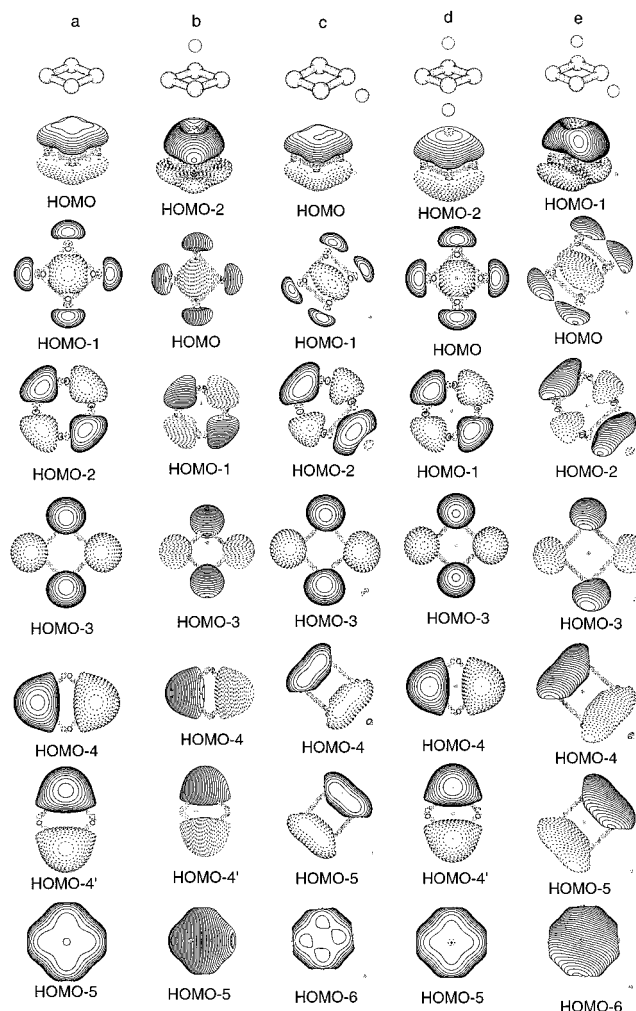 a b c d e
HOMO HOMO-2 HOMO HOMO-2 HOMO-1
HOMO-1 HOMO HOMO-1 HOMO HOMO
HOMO-2 HOMO-1 HOMO-2 HOMO-1 HOMO-2
HOMO-3 HOMO-3 HOMO-3 HOMO-3 HOMO-3
HOMO-4 HOMO-4 HOMO-4 HOMO-4 HOMO-4
HOMO-4' HOMO-4' HOMO-5 HOMO-4' HOMO-5
HOMO-5 HOMO-5 HOMO-6 HOMO-5 HOMO-6